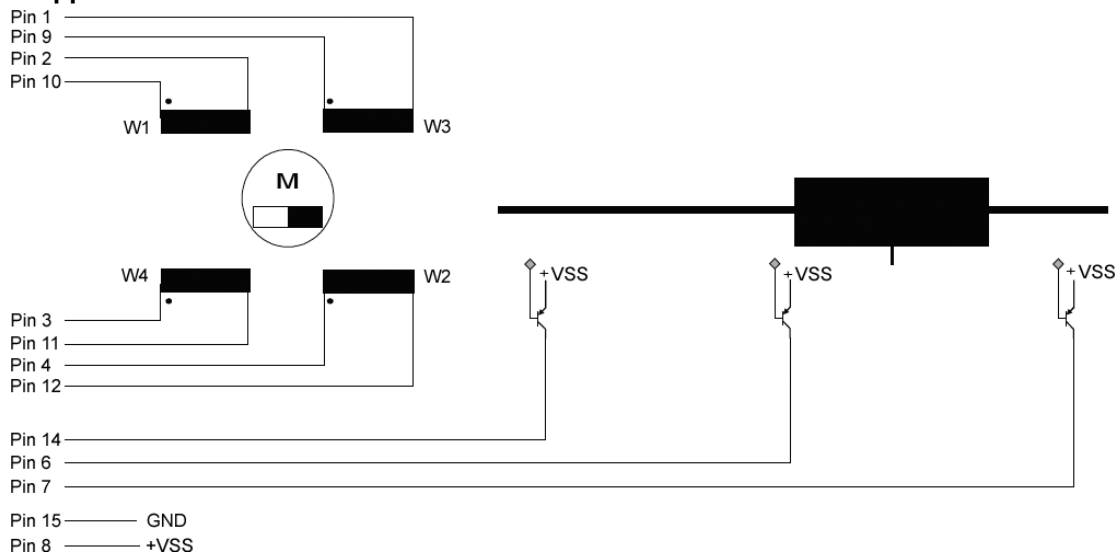 Pin 1
Pin 9
Pin 2
Pin 10
W1
W3
M
W4
W2
+VSS
+VSS
+VSS
Pin 3
Pin 11
Pin 4
Pin 12
Pin 14
Pin 6
Pin 7
Pin 15
GND
Pin 8
+VSS